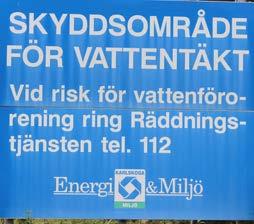 SKYDDSOMRÅDE
FÖR VATTENTÄKT
Vid risk för vattenföro-
rening ring Räddnings-
tjänsten tel. 112
KARLSKOGA
Energi & Miljö
MILJÖ